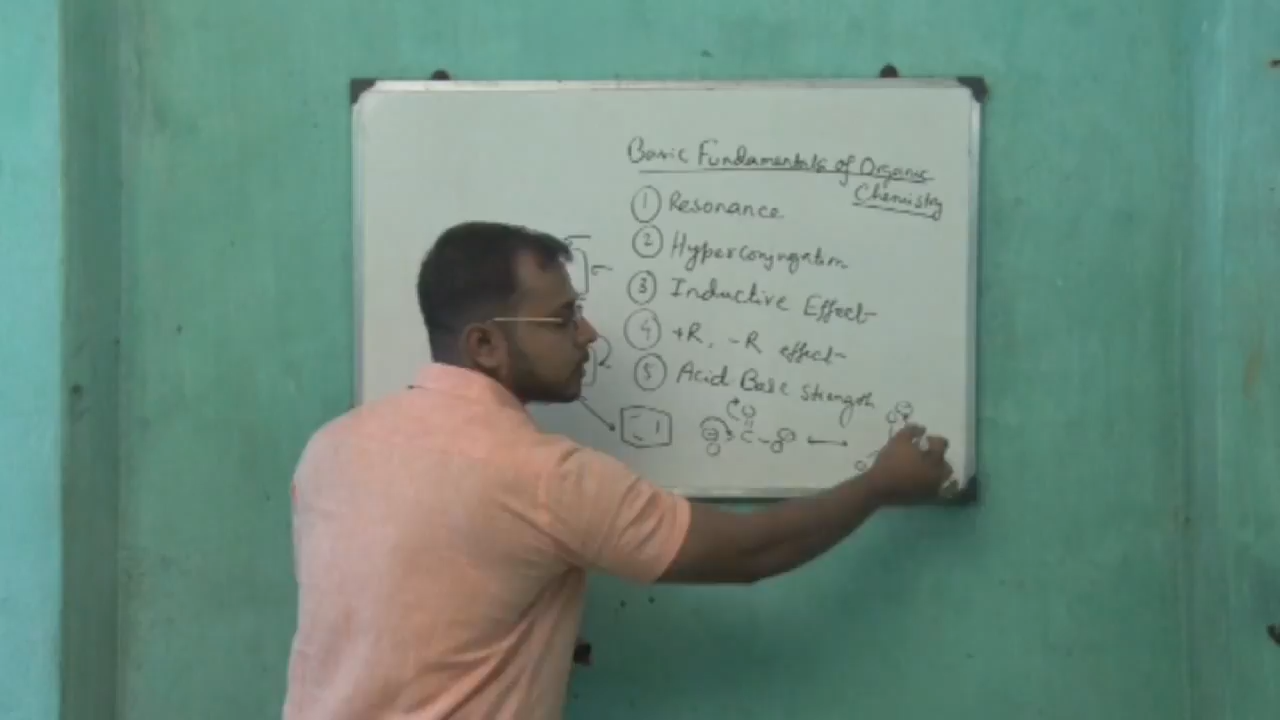 Basic Fundamentals of Organic
Chemistry
1 Resonance
2 Hyperconjugation
3 Inductive Effect
4 +R, -R effect
5 Acid Base strength